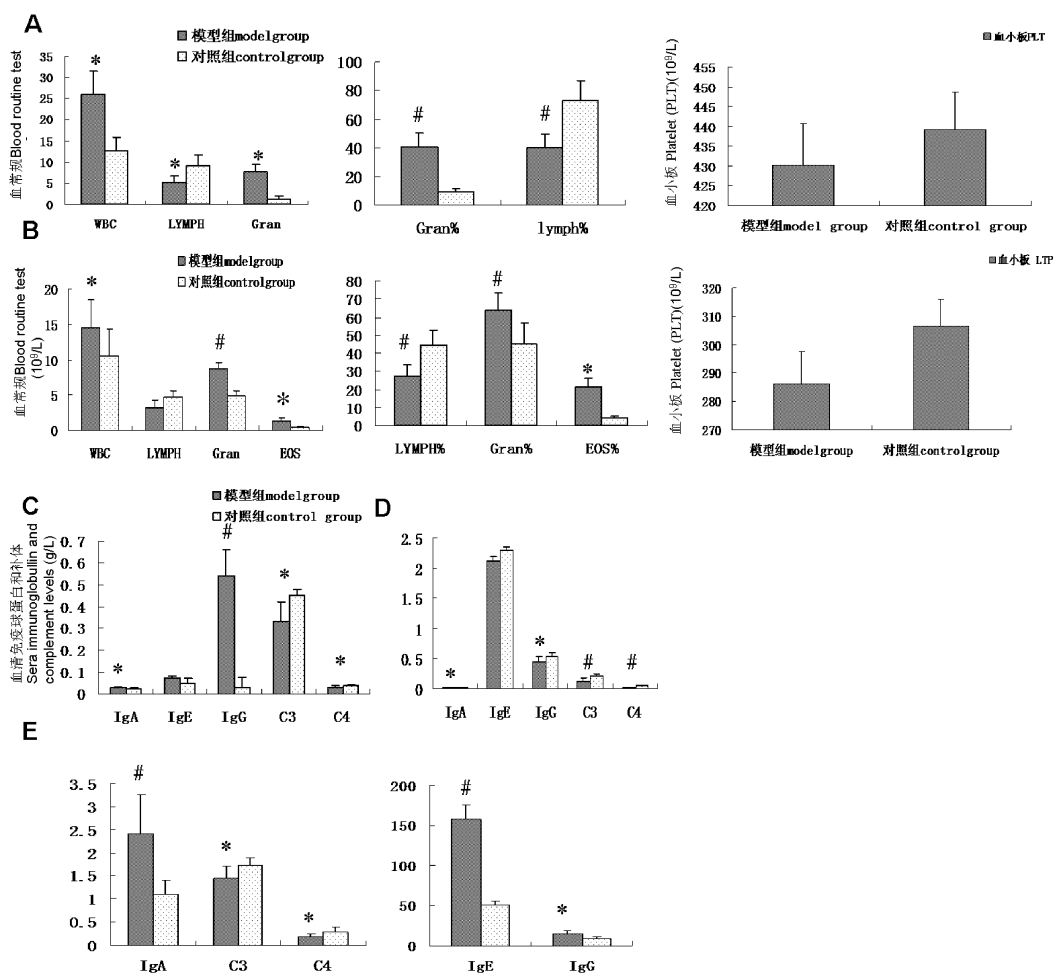 A
模型组modelgroup
对照组controlgroup
血小板PLT
血常规Blood routine test
35
30
25
20
15
10
5
0
*
*
*
WBC
LYMPH
Gran
100
80
60
40
20
0
#
#
Gran%
lymph%
血小板 Platelet (PLT)(10⁹/L)
455
450
445
440
435
430
425
420
模型组model group
对照组control group
B
模型组modelgroup
对照组controlgroup
血小板 LTP
血常规Blood routine test
(10⁹/L)
20
15
10
5
0
*
#
*
WBC
LYMPH
Gran
EOS
80
70
60
50
40
30
20
10
0
#
#
*
LYMPH%
Gran%
EOS%
血小板 Platelet (PLT)(10⁹/L)
320
310
300
290
280
270
模型组modelgroup
对照组controlgroup
C
模型组modelgroup
对照组control group
血清免疫球蛋白和补体
Sera immunoglobullin and
complement levels (g/L)
0.7
0.6
0.5
0.4
0.3
0.2
0.1
0
*
#
*
*
IgA
IgE
IgG
C3
C4
D
2.5
2
1.5
1
0.5
0
*
*
#
#
IgA
IgE
IgG
C3
C4
E
3.5
3
2.5
2
1.5
1
0.5
0
#
*
*
IgA
C3
C4
200
150
100
50
0
#
*
IgE
IgG